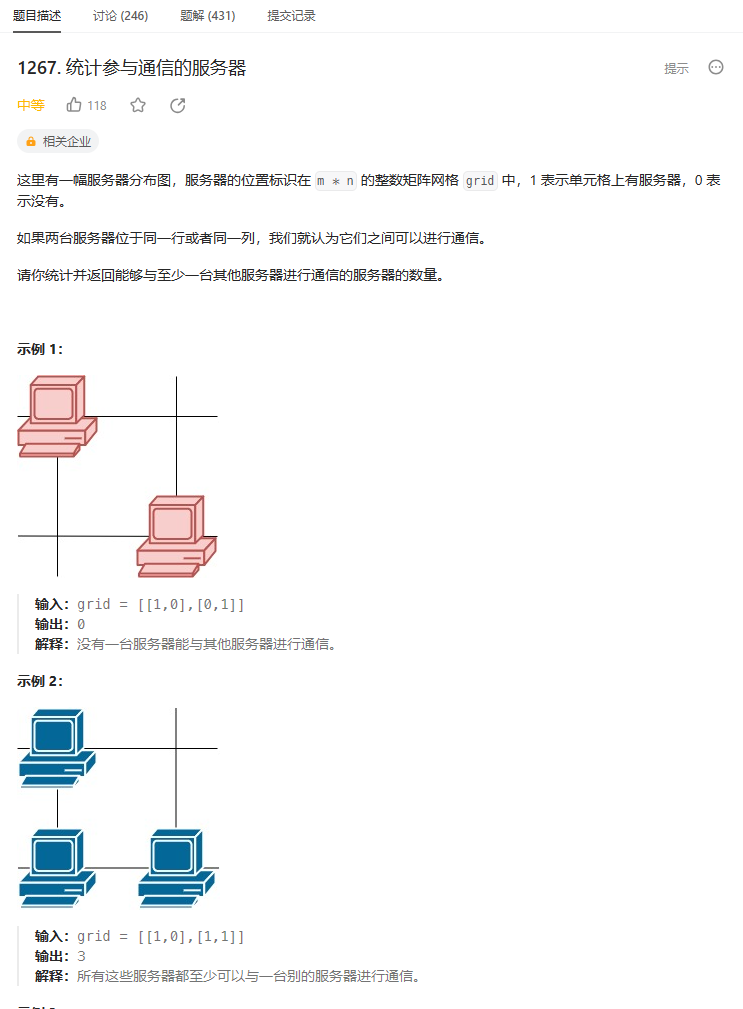 题目描述 讨论 (246) 题解 (431) 提交记录
1267. 统计参与通信的服务器 提示
中等 118
相关企业
这里有一幅服务器分布图，服务器的位置标识在 m * n 的整数矩阵网格 grid 中，1 表示单元格上有服务器，0 表
示没有。
如果两台服务器位于同一行或者同一列，我们就认为它们之间可以进行通信。
请你统计并返回能够与至少一台其他服务器进行通信的服务器的数量。
示例 1：
输入：grid = [[1,0],[0,1]]
输出：0
解释：没有一台服务器能与其他服务器进行通信。
示例 2：
输入：grid = [[1,0],[1,1]]
输出：3
解释：所有这些服务器都至少可以与一台别的服务器进行通信。